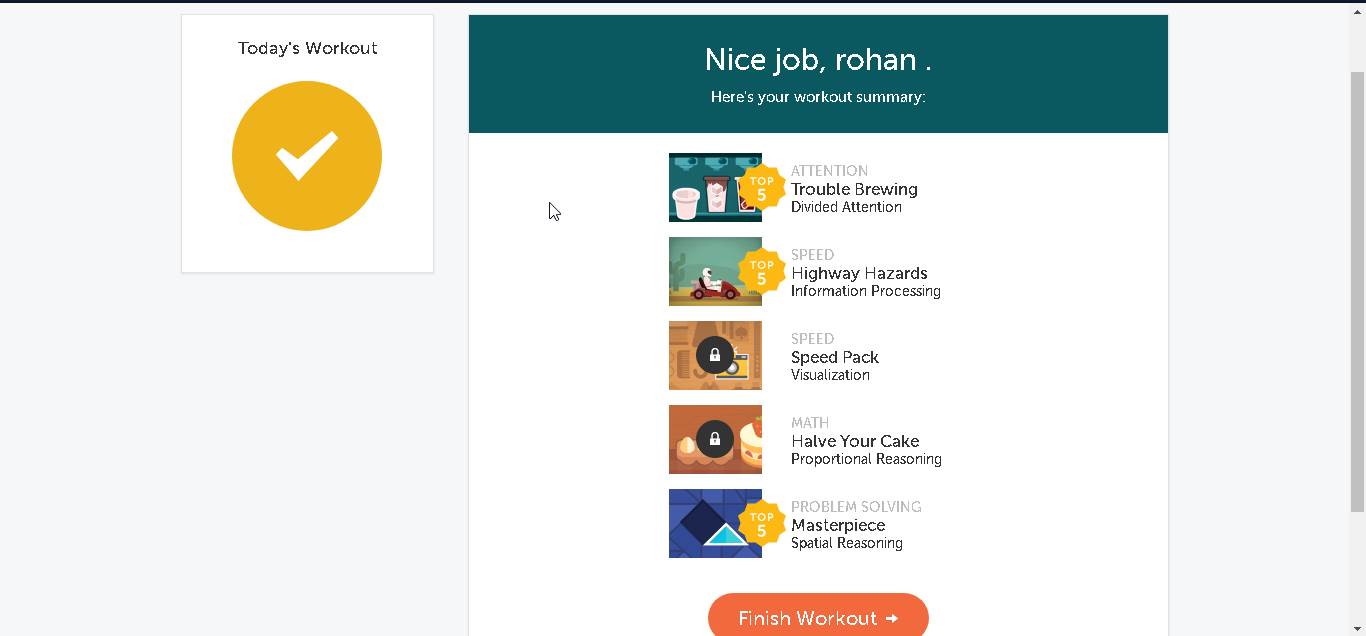 Today's Workout
Nice job, rohan .
Here's your workout summary:
TOP
5
ATTENTION
Trouble Brewing
Divided Attention
TOP
5
SPEED
Highway Hazards
Information Processing
SPEED
Speed Pack
Visualization
MATH
Halve Your Cake
Proportional Reasoning
TOP
5
PROBLEM SOLVING
Masterpiece
Spatial Reasoning
Finish Workout →